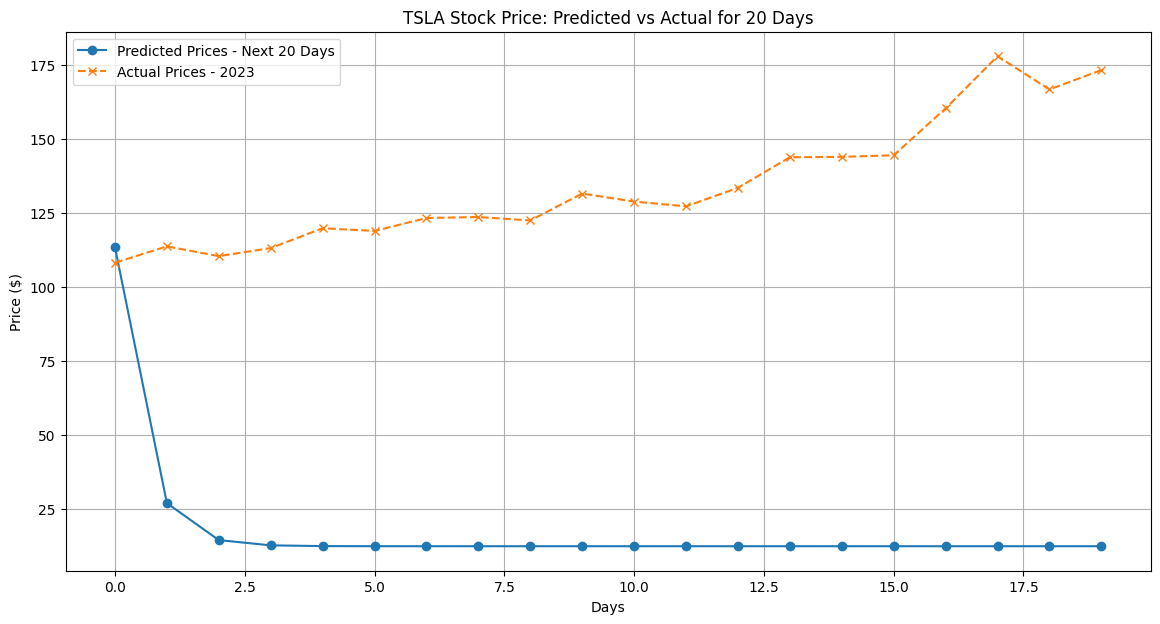 TSLA Stock Price: Predicted vs Actual for 20 Days
Predicted Prices - Next 20 Days
Actual Prices - 2023
175
150
125
100
75
50
25
Price ($)
0.0 2.5 5.0 7.5 10.0 12.5 15.0 17.5
Days